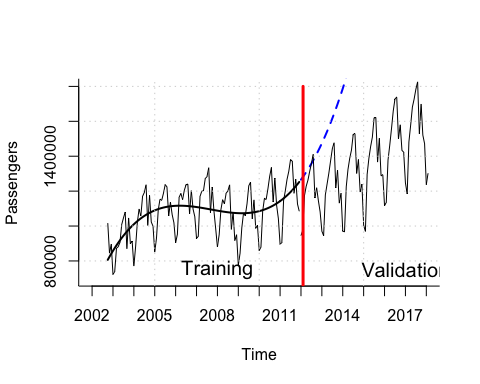 Passengers
1400000
800000
Training
Validation
2002 2005 2008 2011 2014 2017
Time